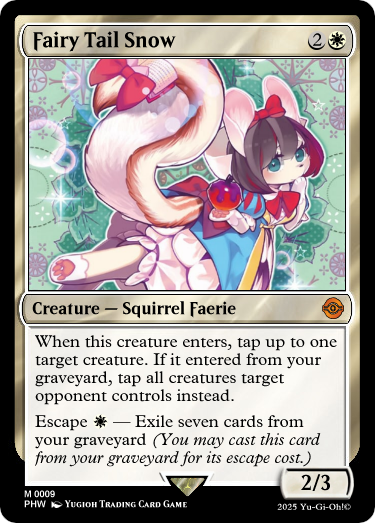 Fairy Tail Snow 2
Creature — Squirrel Faerie
When this creature enters, tap up to one
target creature. If it entered from your
graveyard, tap all creatures target
opponent controls instead.
Escape — Exile seven cards from
your graveyard (You may cast this card
from your graveyard for its escape cost.)
2/3
M 0009
PHW Yugioh Trading Card Game
2025 Yu-Gi-Oh!©